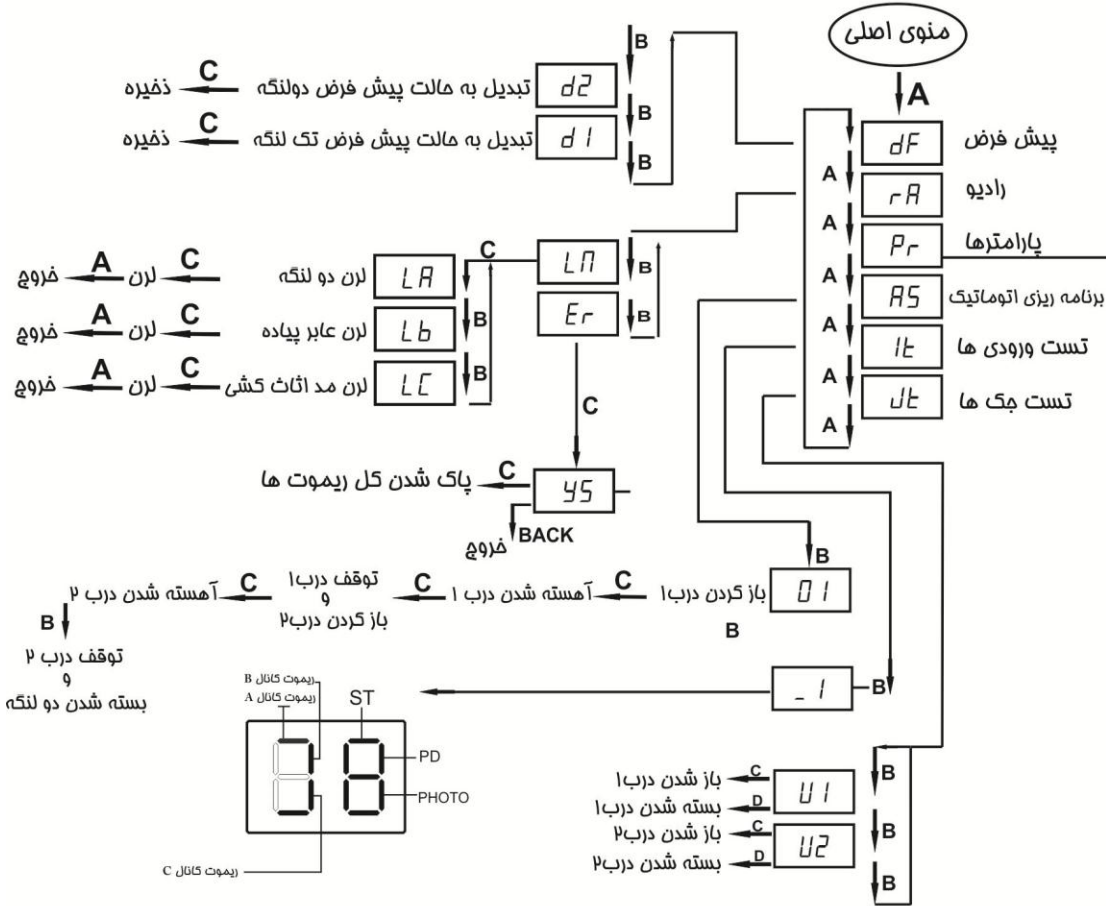 منوی اصلی
A
dF پیش فرض
A
rA رادیو
A
Pr پارامترها
A
AS برنامه ریزی اتوماتیک
A
It تست ورودی ها
A
Jt تست جک ها
A
B
d2 تبدیل به حالت پیش فرض دولنگه C ذخیره
B
d1 تبدیل به حالت پیش فرض تک لنگه C ذخیره
B
Ln
B
Er
B
C
LA لرن دو لنگه C لرن A خروج
B
Lb لرن عابر پیاده C لرن A خروج
B
LC لرن مد اثاث کشی C لرن A خروج
C
Y5 C پاک شدن کل ریموت ها
BACK
خروج
B
01 باز کردن درب۱ C آهسته شدن درب ۱ C توقف درب۱
و
باز کردن درب۲
C آهسته شدن درب ۲
B
B
توقف درب ۲
و
بسته شدن دو لنگه
B
_1
ریموت کانال B
ریموت کانال A
ST
PD
PHOTO
ریموت کانال C
B
U1
C باز شدن درب۱
D بسته شدن درب۱
B
U2
C باز شدن درب۲
D بسته شدن درب۲
B